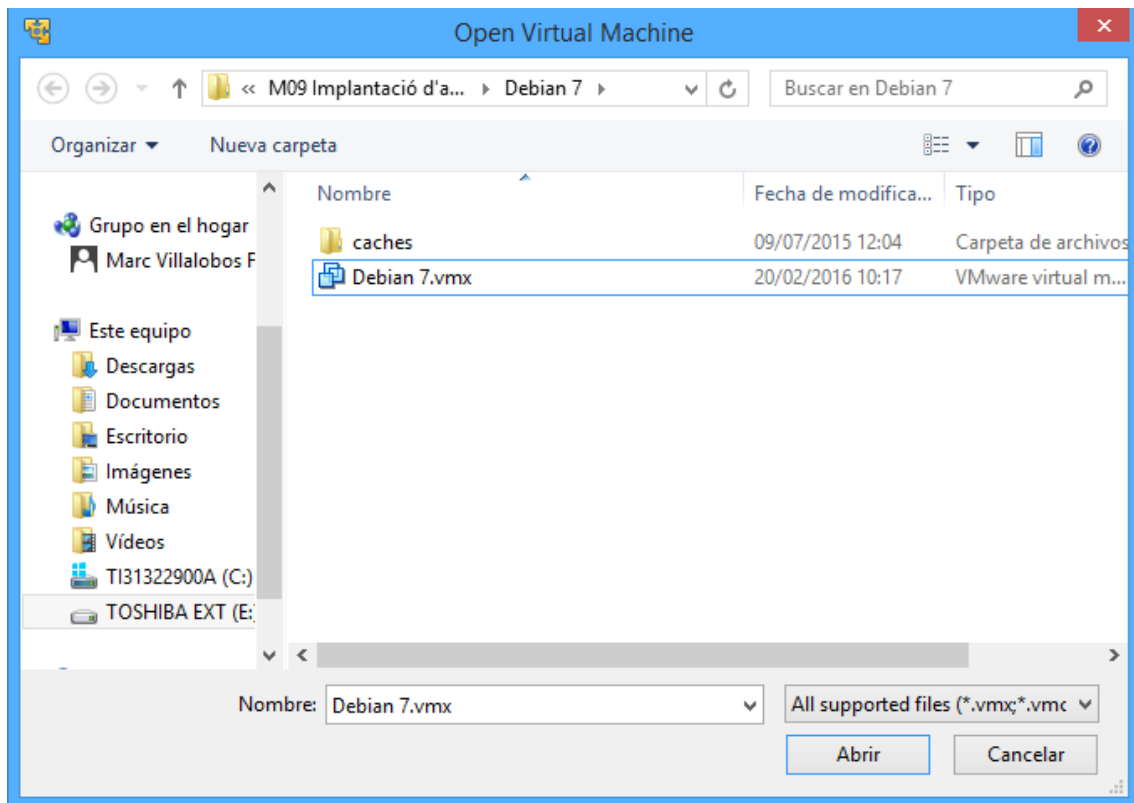 Open Virtual Machine
« M09 Implantació d'a... Debian 7
Buscar en Debian 7
Organizar Nueva carpeta
Nombre Fecha de modifica... Tipo
Grupo en el hogar
Marc Villalobos F
Este equipo
Descargas
Documentos
Escritorio
Imágenes
Música
Vídeos
TI31322900A (C:)
TOSHIBA EXT (E:)
caches 09/07/2015 12:04 Carpeta de archivos
Debian 7.vmx 20/02/2016 10:17 VMware virtual m...
Nombre: Debian 7.vmx All supported files (*.vmx;*.vmc
Abrir Cancelar